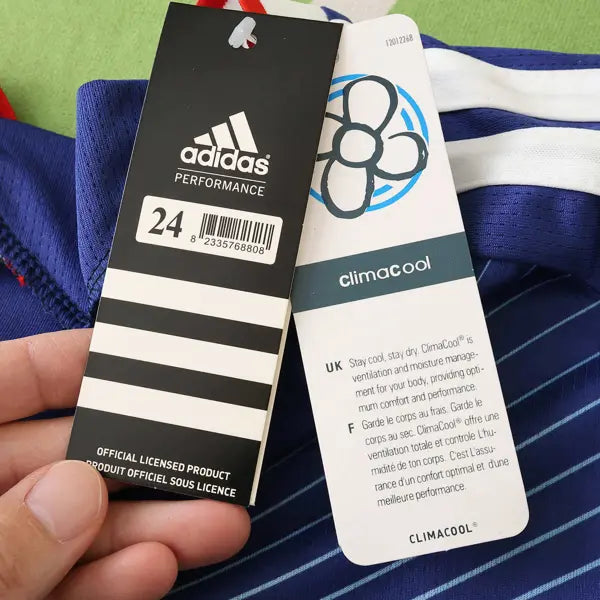 adidas®
PERFORMANCE
24
8 2335768808
OFFICIAL LICENSED PRODUCT
PRODUIT OFFICIEL SOUS LICENCE
12012268
climacool
UK Stay cool, stay dry. ClimaCool® is
ventilation and moisture manage-
ment for your body, providing opti-
mum comfort and performance.
F Garde le corps au frais. Garde le
corps au sec. ClimaCool® offre une
ventilation totale et controle L'hu-
midité de ton corps. C'est L'assu-
rance d'un confort optimal et d'une
meilleure performance.
CLIMACOOL®